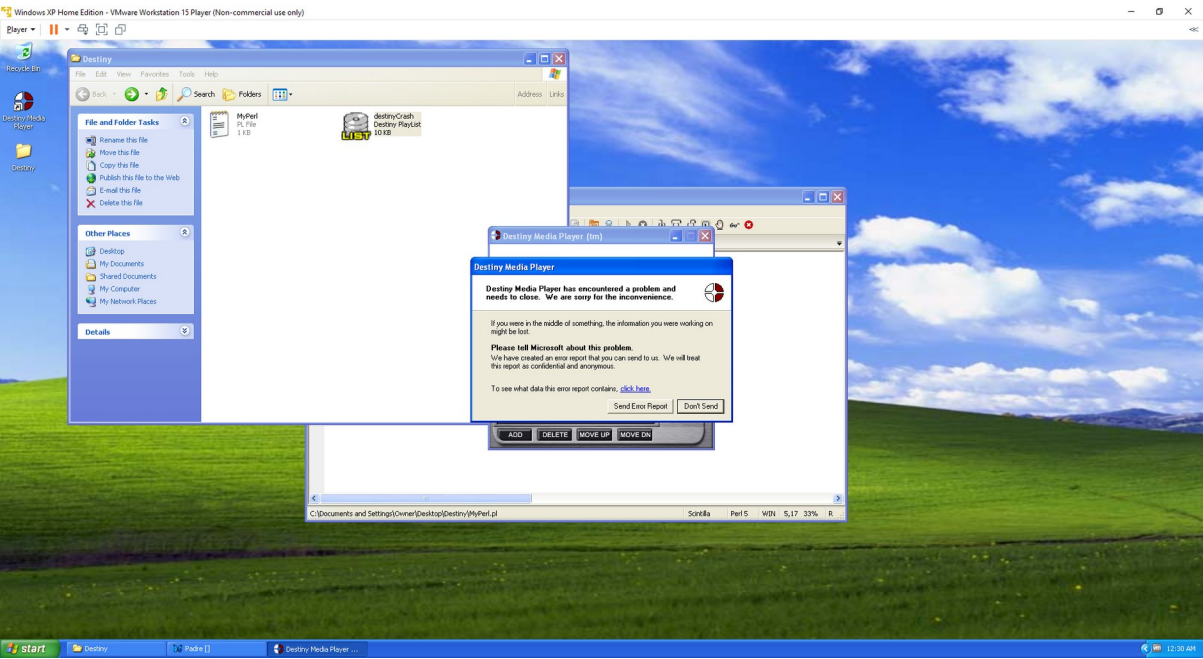 Windows XP Home Edition - VMware Workstation 15 Player (Non-commercial use only)
Player
Recycle Bin
Destiny Media
Player
Destiny
Destiny
File Edit View Favorites Tools Help
Back Search Folders Address Links
File and Folder Tasks
Rename this file
Move this file
Copy this file
Publish this file to the Web
E-mail this file
Delete this file
Other Places
Desktop
My Documents
Shared Documents
My Computer
My Network Places
Details
MyPerl
PL File
1 KB
destinyCrash
Destiny PlayList
10 KB
LIST
Destiny Media Player (tm)
Destiny Media Player
Destiny Media Player has encountered a problem and
needs to close. We are sorry for the inconvenience.
If you were in the middle of something, the information you were working on
might be lost.
Please tell Microsoft about this problem.
We have created an error report that you can send to us. We will treat
this report as confidential and anonymous.
To see what data this error report contains, click here.
Send Error Report Don't Send
ADD DELETE MOVE UP MOVE DN
C:\Documents and Settings\Owner\Desktop\Destiny\MyPerl.pl Scintilla Perl 5 WIN 5,17 33% R
start Destiny Padre [] Destiny Media Player ... 12:30 AM